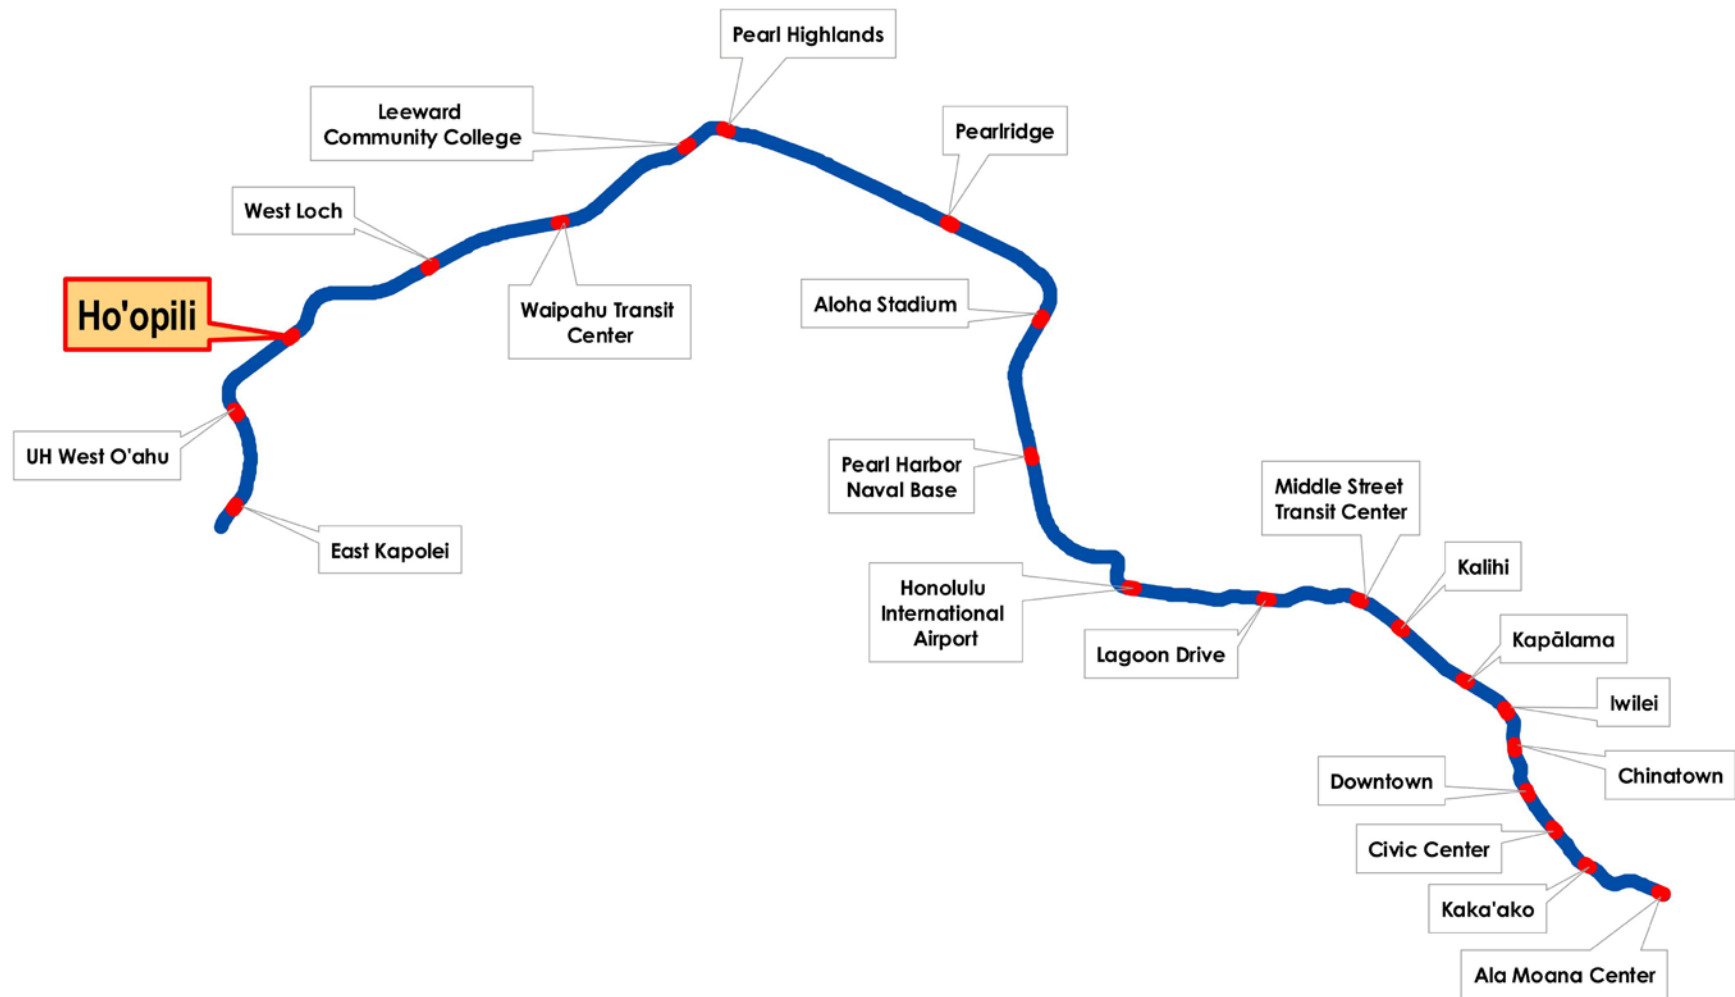 Pearl Highlands
Leeward
Community College
Pearlridge
West Loch
Ho'opili
Waipahu Transit
Center
Aloha Stadium
UH West O'ahu
East Kapolei
Pearl Harbor
Naval Base
Middle Street
Transit Center
Honolulu
International
Airport
Kalihi
Lagoon Drive
Kapālama
Iwilei
Chinatown
Downtown
Civic Center
Kaka'ako
Ala Moana Center